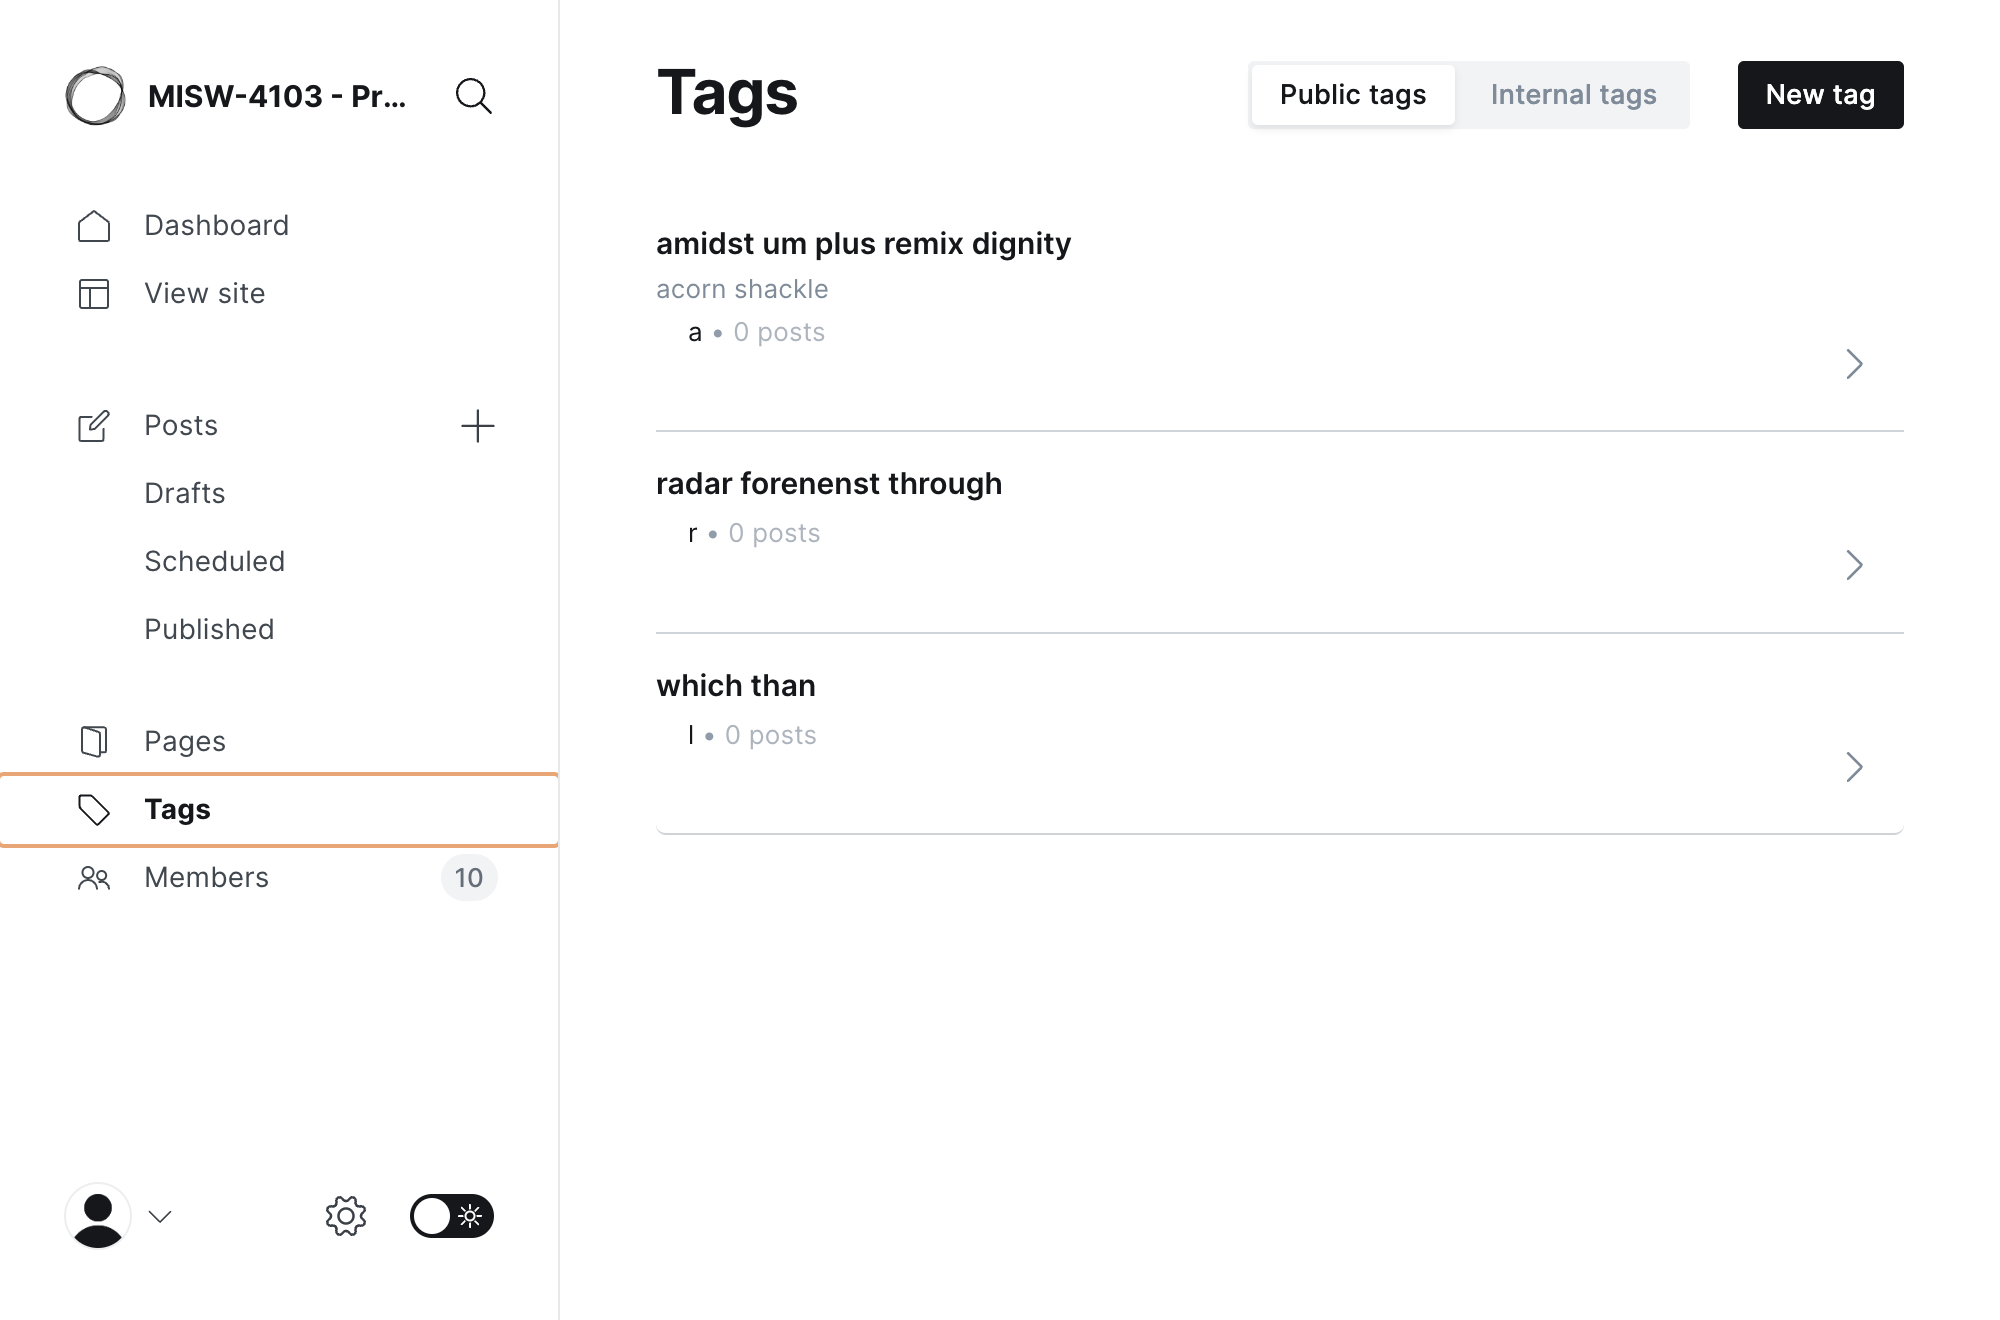 MISW-4103 - Pr...
Dashboard
View site
Posts
Drafts
Scheduled
Published
Pages
Tags
Members 10
Tags
Public tags Internal tags New tag
amidst um plus remix dignity
acorn shackle
a • 0 posts
radar forenenst through
r • 0 posts
which than
l • 0 posts